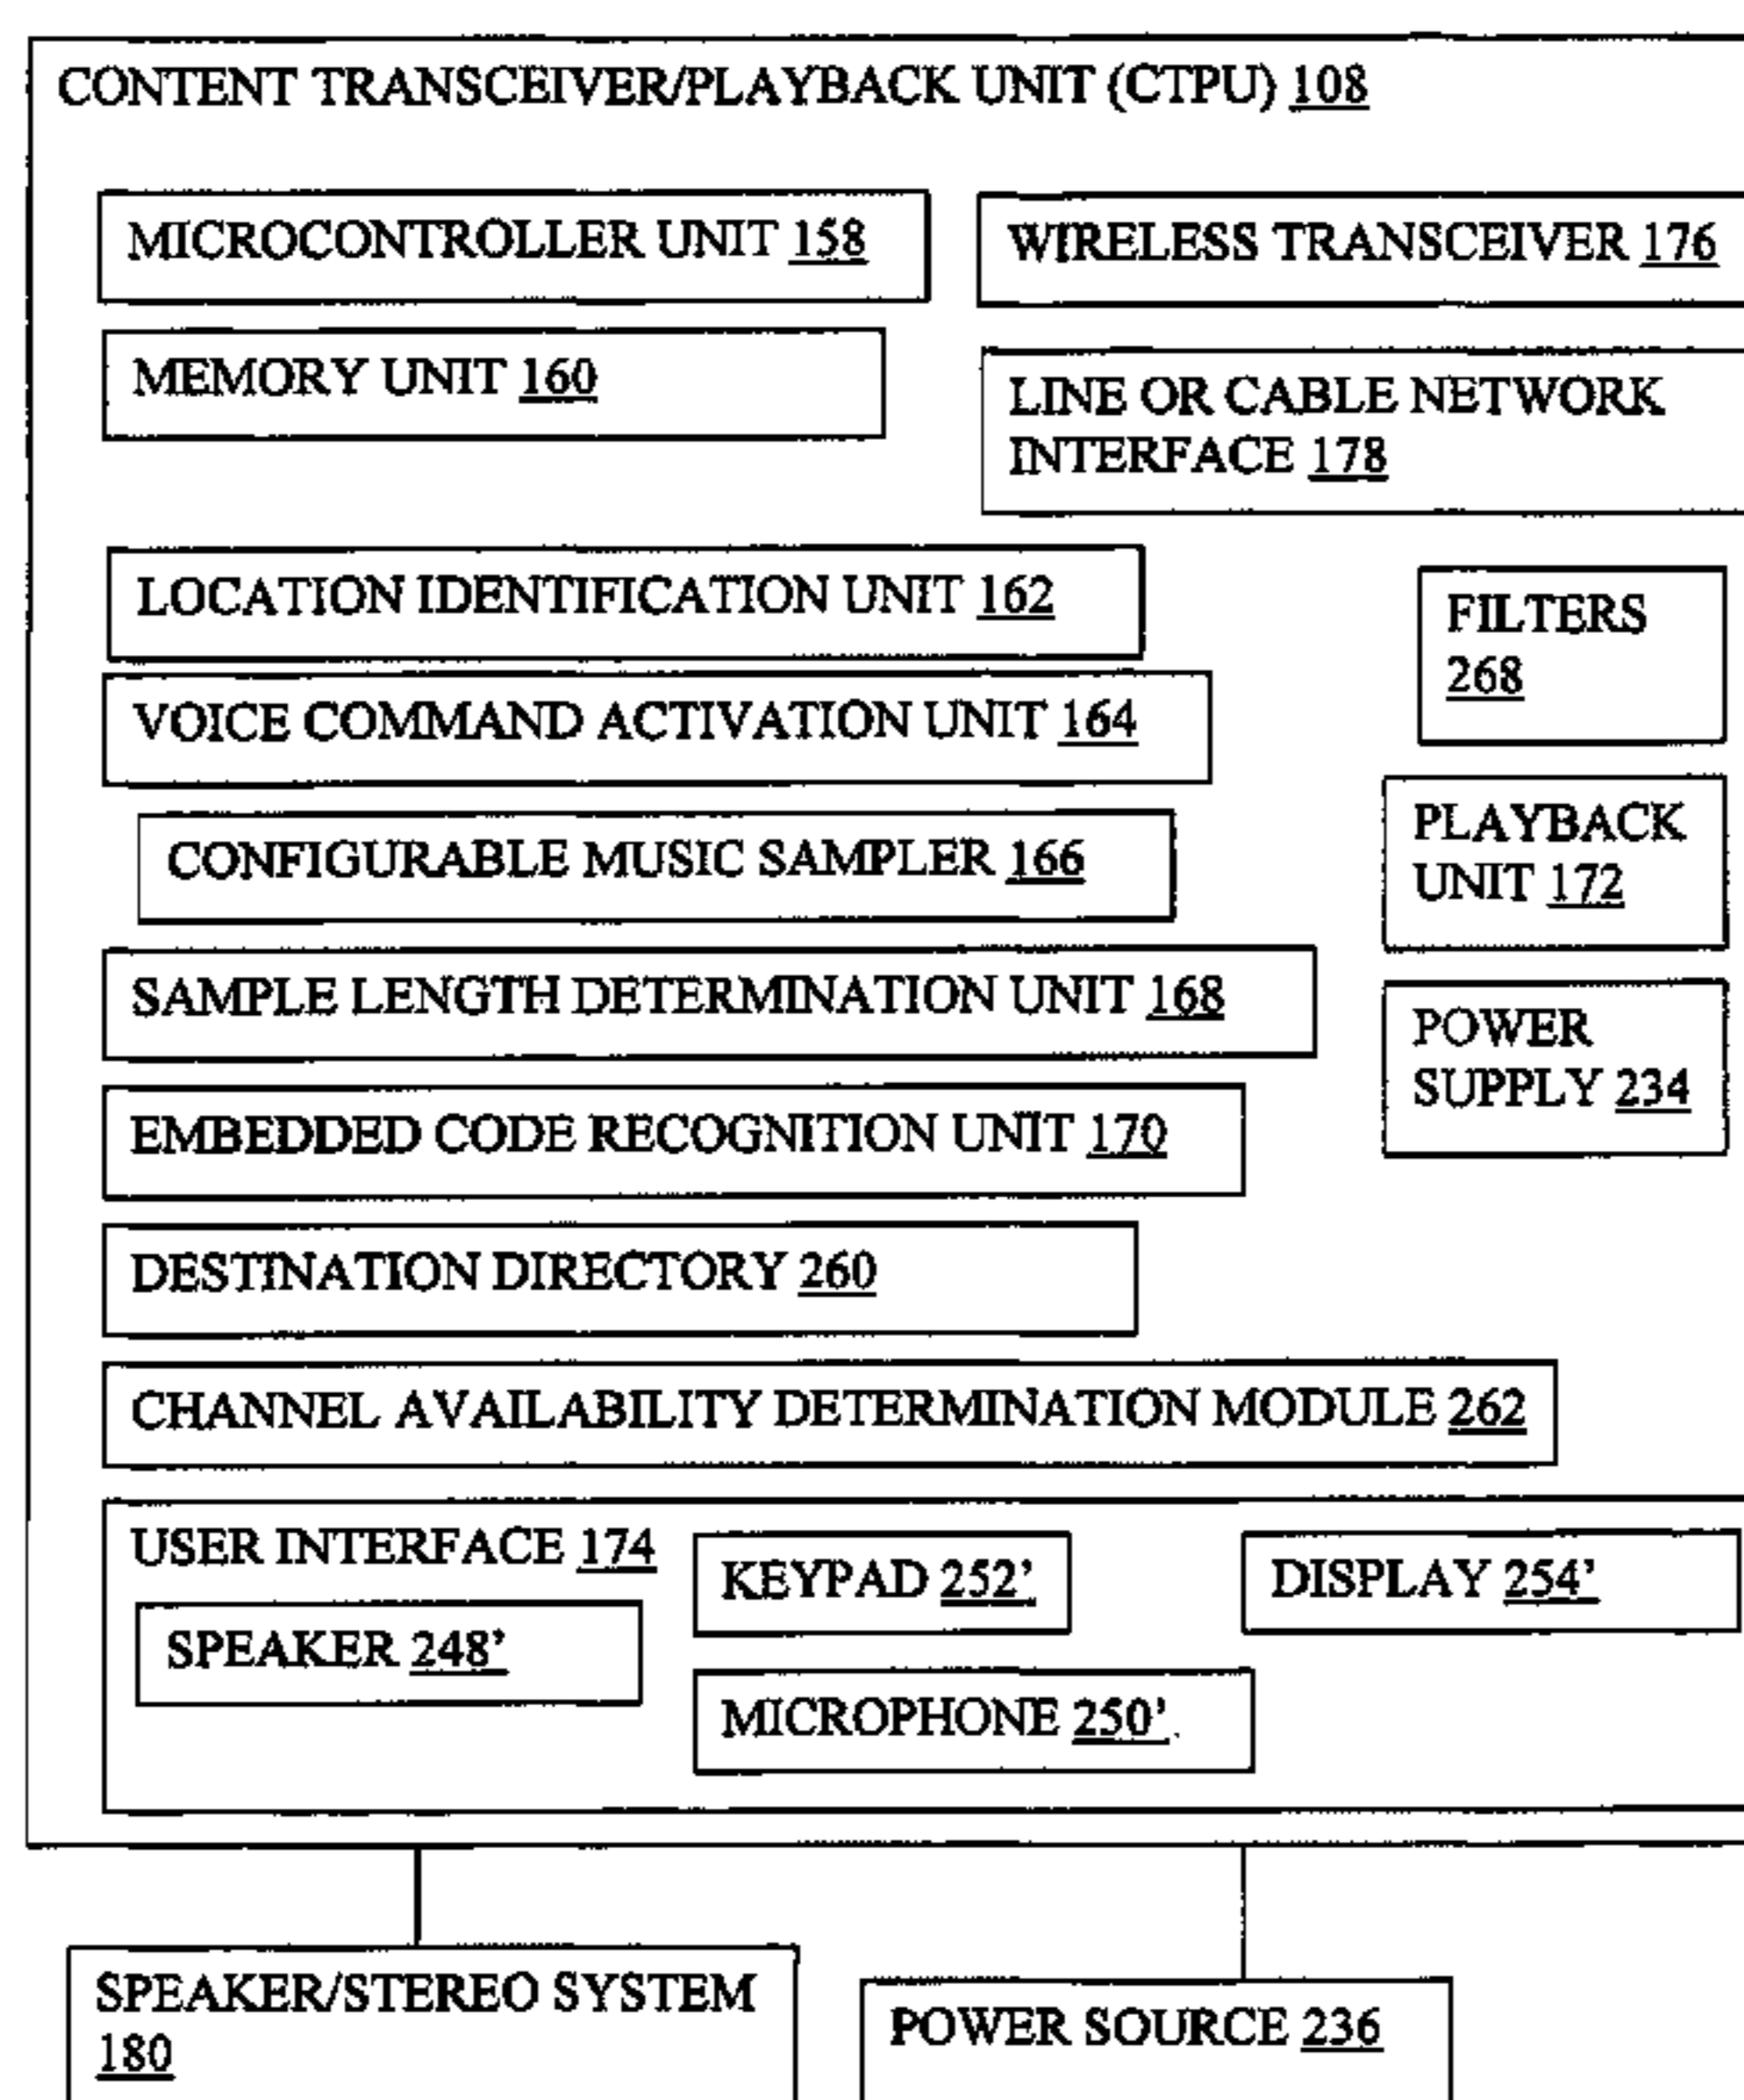 CONTENT TRANSCEIVER/PLAYBACK UNIT (CTPU) 108
MICROCONTROLLER UNIT 158
WIRELESS TRANSCEIVER 176
MEMORY UNIT 160
LINE OR CABLE NETWORK
INTERFACE 178
LOCATION IDENTIFICATION UNIT 162
FILTERS
268
VOICE COMMAND ACTIVATION UNIT 164
CONFIGURABLE MUSIC SAMPLER 166
PLAYBACK
UNIT 172
SAMPLE LENGTH DETERMINATION UNIT 168
POWER
SUPPLY 234
EMBEDDED CODE RECOGNITION UNIT 170
DESTINATION DIRECTORY 260
CHANNEL AVAILABILITY DETERMINATION MODULE 262
USER INTERFACE 174
KEYPAD 252’
DISPLAY 254’
SPEAKER 248’
MICROPHONE 250’
SPEAKER/STEREO SYSTEM
180
POWER SOURCE 236